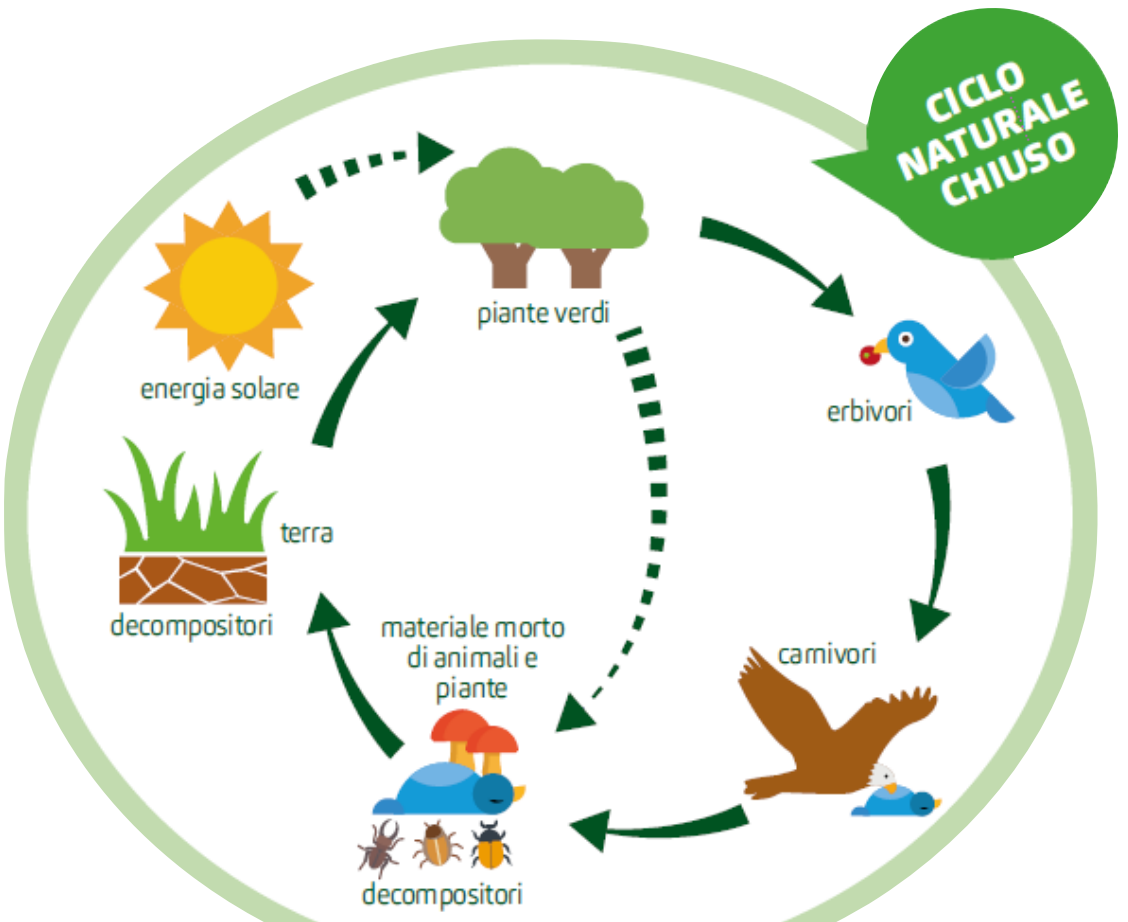 CICLO
NATURALE
CHIUSO
piante verdi
energia solare
erbivori
terra
decompositori
materiale morto
di animali e
piante
carnivori
decompositori